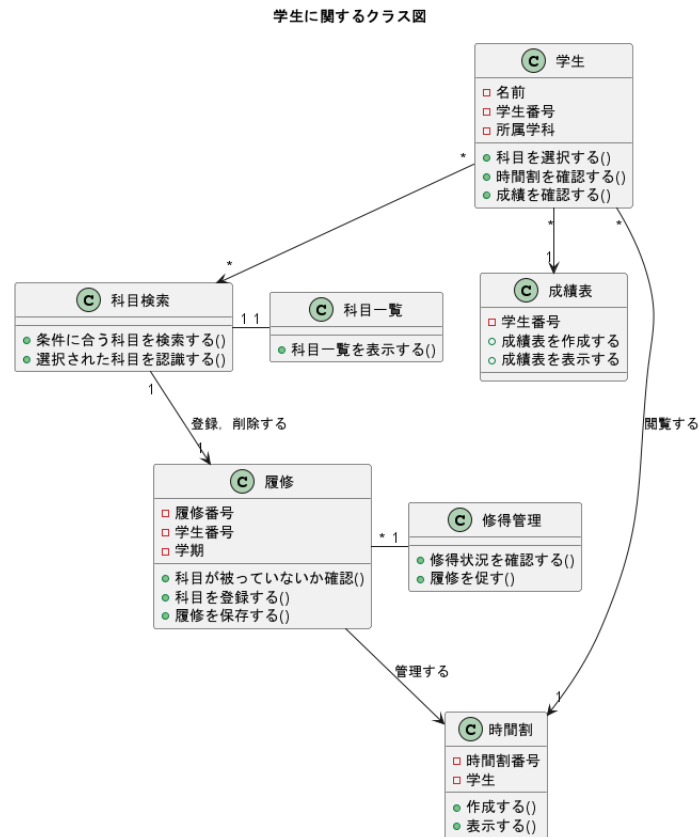 学生に関するクラス図
C 学生
名前
学生番号
所属学科
科目を選択する()
時間割を確認する()
成績を確認する()
*
*
*
*
1
C 科目検索
条件に合う科目を検索する()
選択された科目を認識する()
1 1
C 科目一覧
科目一覧を表示する()
C 成績表
学生番号
成績表を作成する
成績表を表示する
1
登録，削除する
1
閲覧する
C 履修
履修番号
学生番号
学期
科目が被っていないか確認()
科目を登録する()
履修を保存する()
* 1
C 修得管理
修得状況を確認する()
履修を促す()
管理する
1
C 時間割
時間割番号
学生
作成する()
表示する()